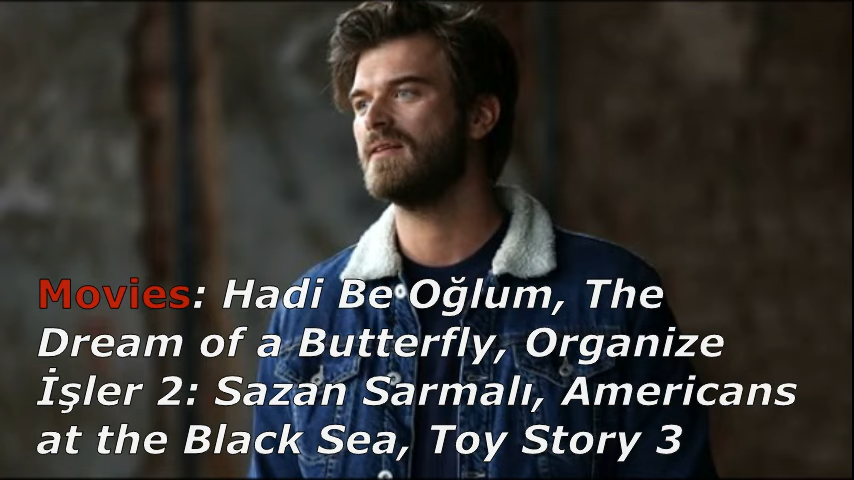 Movies: Hadi Be Oğlum, The
Dream of a Butterfly, Organize
İşler 2: Sazan Sarmalı, Americans
at the Black Sea, Toy Story 3